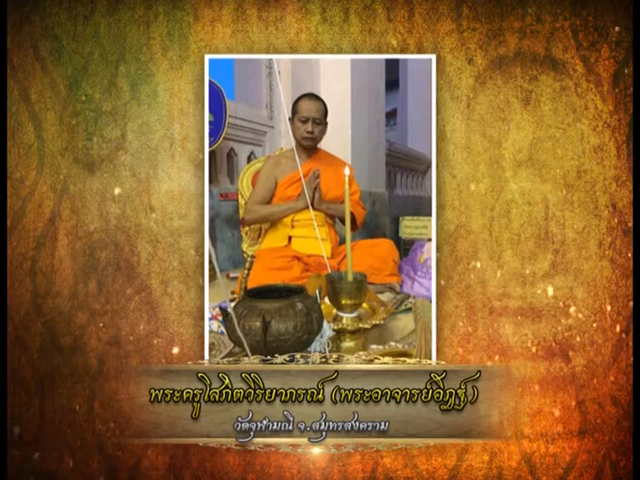 พระครูโสภิตวิริยาภรณ์ (พระอาจารย์อิฏฐ์)
วัดจุฬามณี จ.สมุทรสงคราม